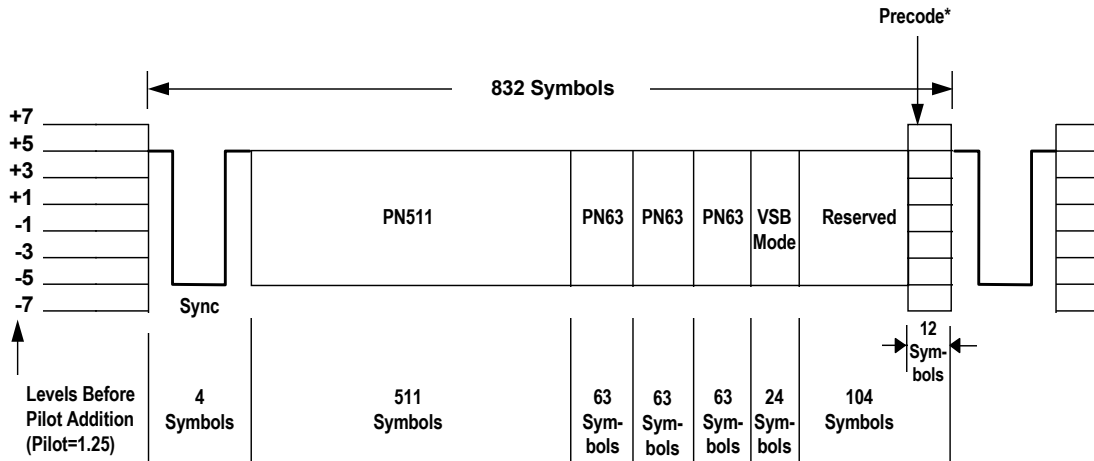 Precode*
832 Symbols
+7
+5
+3
+1
-1
-3
-5
-7
PN511
PN63
PN63
PN63
VSB
Mode
Reserved
Sync
12
Sym-
bols
Levels Before
Pilot Addition
(Pilot=1.25)
4
Symbols
511
Symbols
63
Sym-
bols
63
Sym-
bols
63
Sym-
bols
24
Sym-
bols
104
Symbols